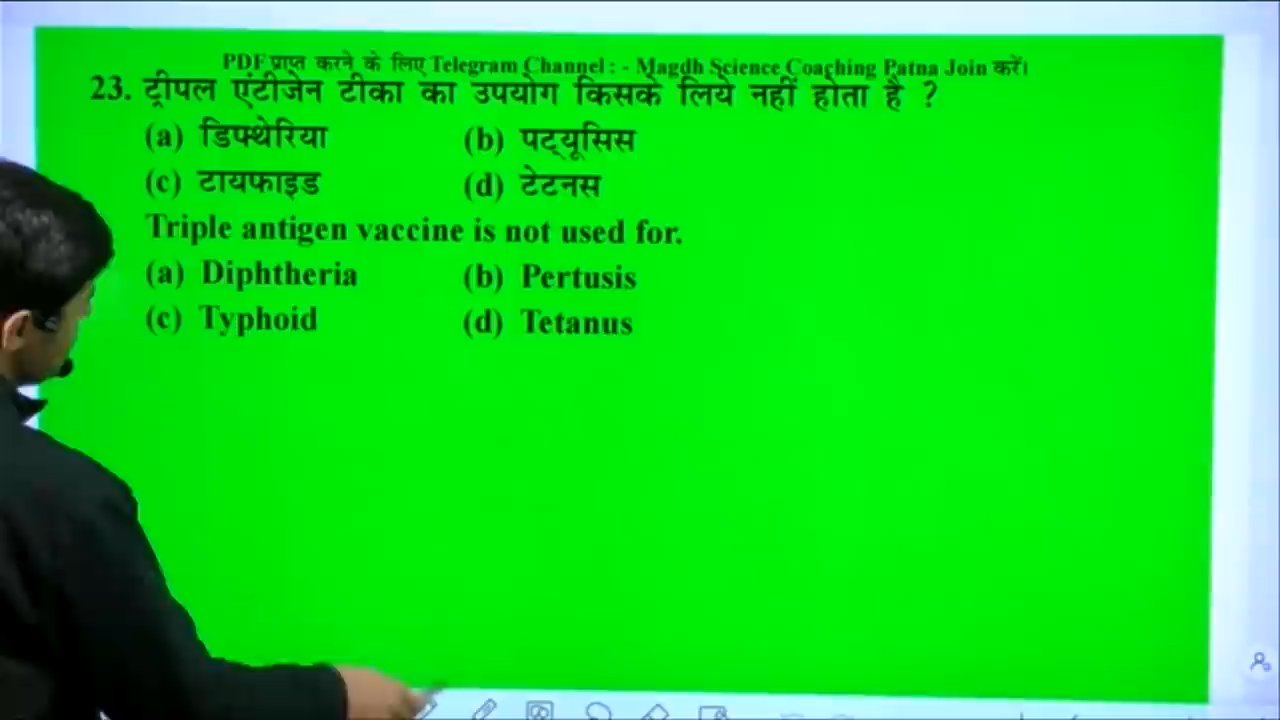 PDF प्राप्त करने के लिए Telegram Channel : - Magdh Science Coaching Patna Join करें।
23. ट्रीपल एंटीजेन टीका का उपयोग किसके लिये नहीं होता है ?
(a) डिफ्थेरिया (b) पट्यूसिस
(c) टायफाइड (d) टेटनस
Triple antigen vaccine is not used for.
(a) Diphtheria (b) Pertusis
(c) Typhoid (d) Tetanus